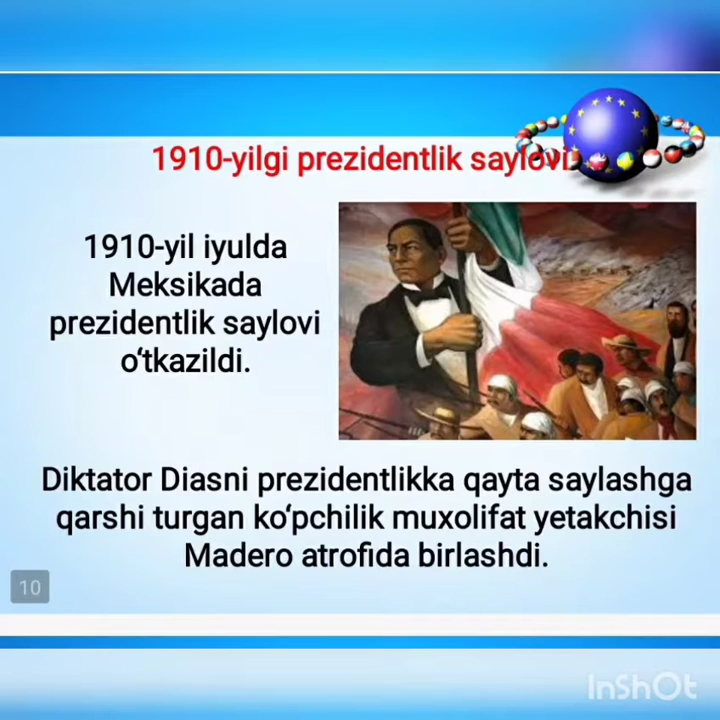 1910-yilgi prezidentlik saylovi.
1910-yil iyulda
Meksikada
prezidentlik saylovi
o‘tkazildi.
Diktator Diasni prezidentlikka qayta saylashga
qarshi turgan ko‘pchilik muxolifat yetakchisi
Madero atrofida birlashdi.
10
InShOt